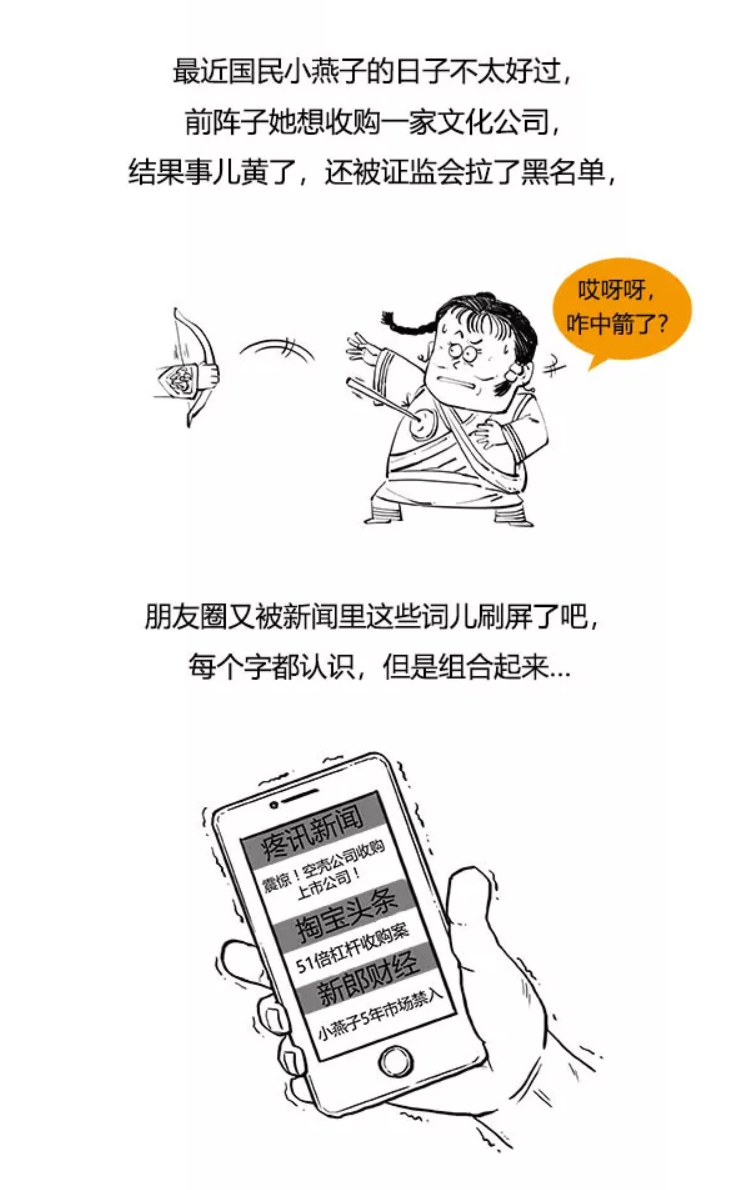 最近国民小燕子的日子不太好过，
前阵子她想收购一家文化公司，
结果事儿黄了，还被证监会拉了黑名单，
哎呀呀，
咋中箭了？
朋友圈又被新闻里这些词儿刷屏了吧，
每个字都认识，但是组合起来...
疼讯新闻
震惊！空壳公司收购
上市公司！
掏宝头条
51倍杠杆收购案
新郎财经
小燕子5年市场禁入